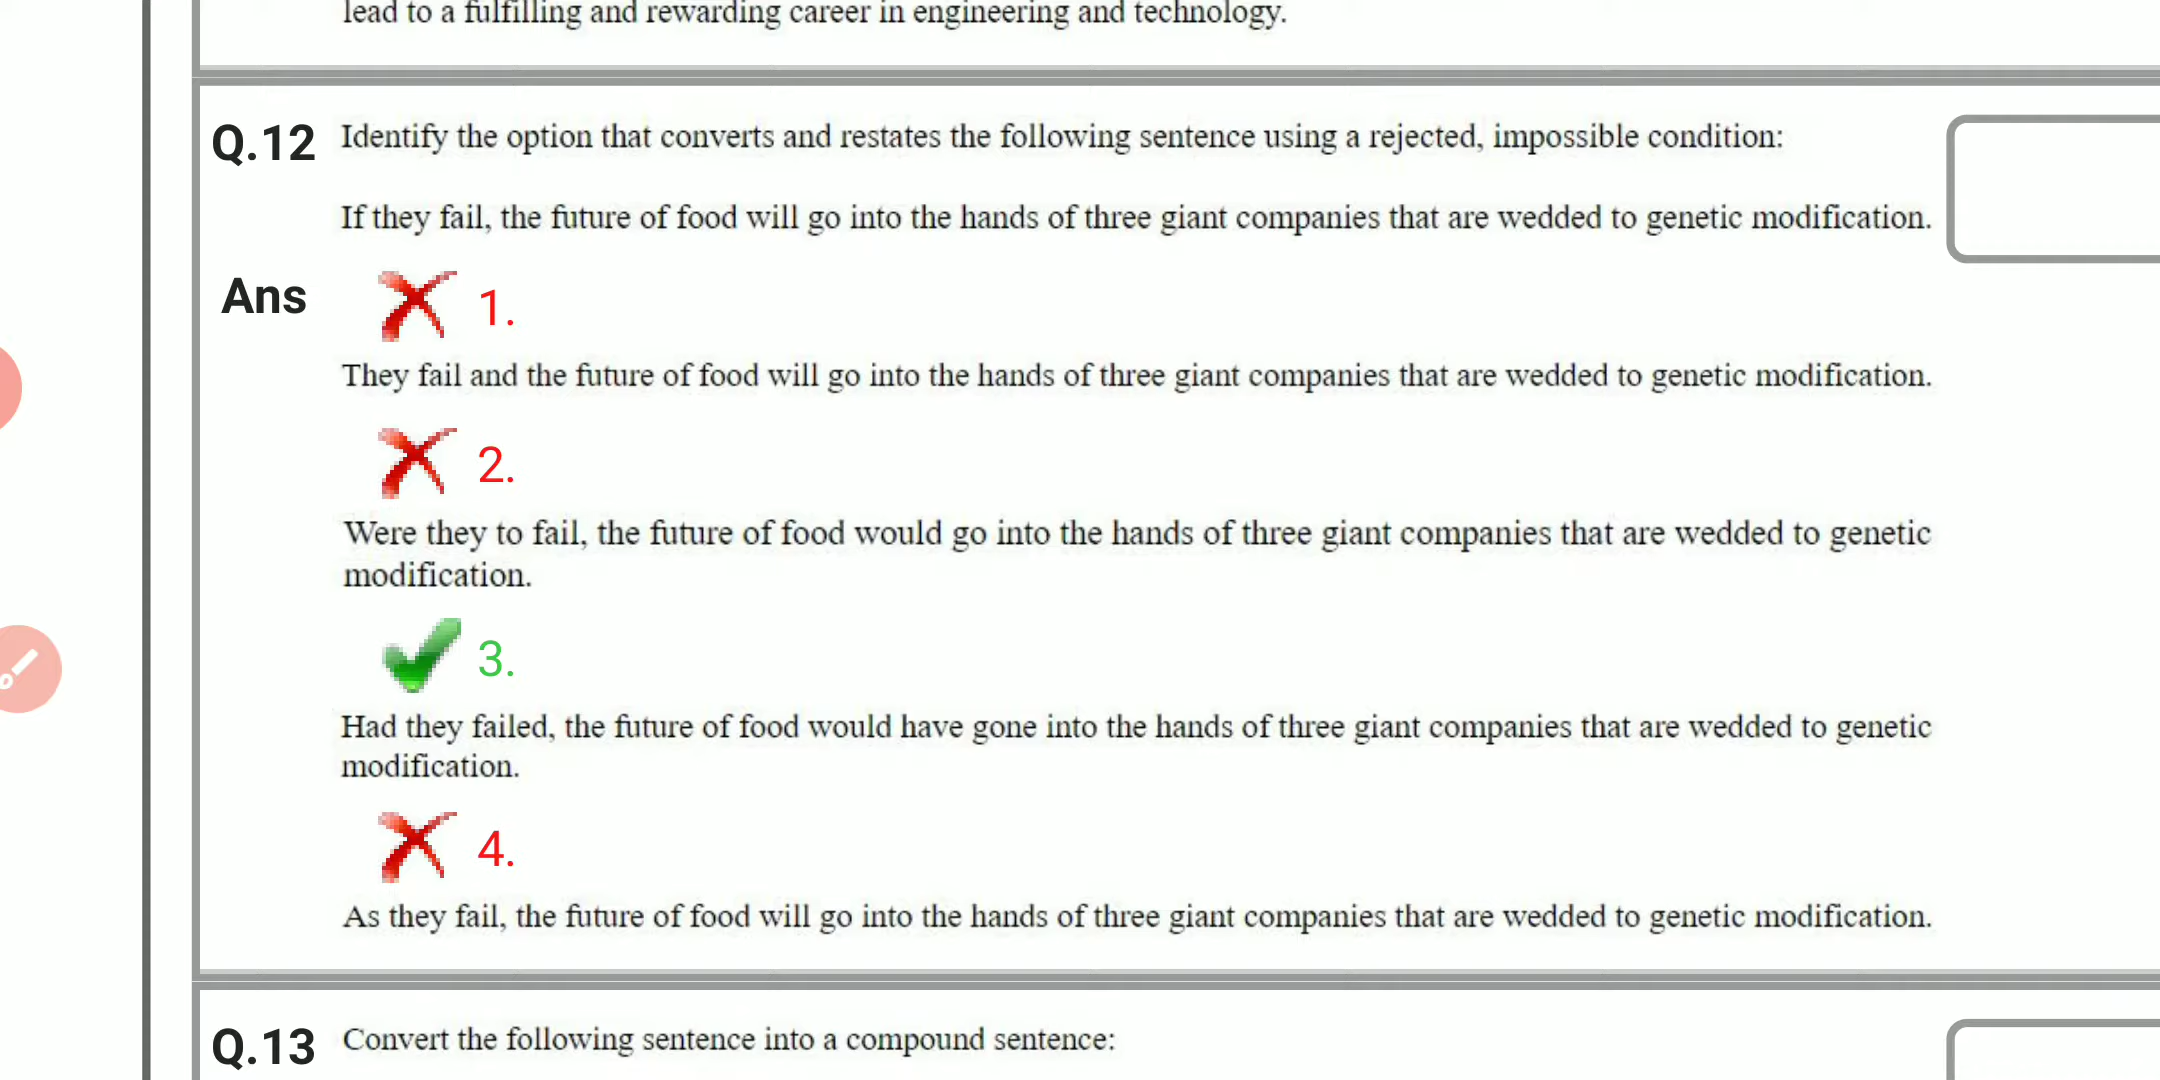 lead to a fulfilling and rewarding career in engineering and technology.
Q.12 Identify the option that converts and restates the following sentence using a rejected, impossible condition:
If they fail, the future of food will go into the hands of three giant companies that are wedded to genetic modification.
Ans 1.
They fail and the future of food will go into the hands of three giant companies that are wedded to genetic modification.
2.
Were they to fail, the future of food would go into the hands of three giant companies that are wedded to genetic
modification.
3.
Had they failed, the future of food would have gone into the hands of three giant companies that are wedded to genetic
modification.
4.
As they fail, the future of food will go into the hands of three giant companies that are wedded to genetic modification.
Q.13 Convert the following sentence into a compound sentence: